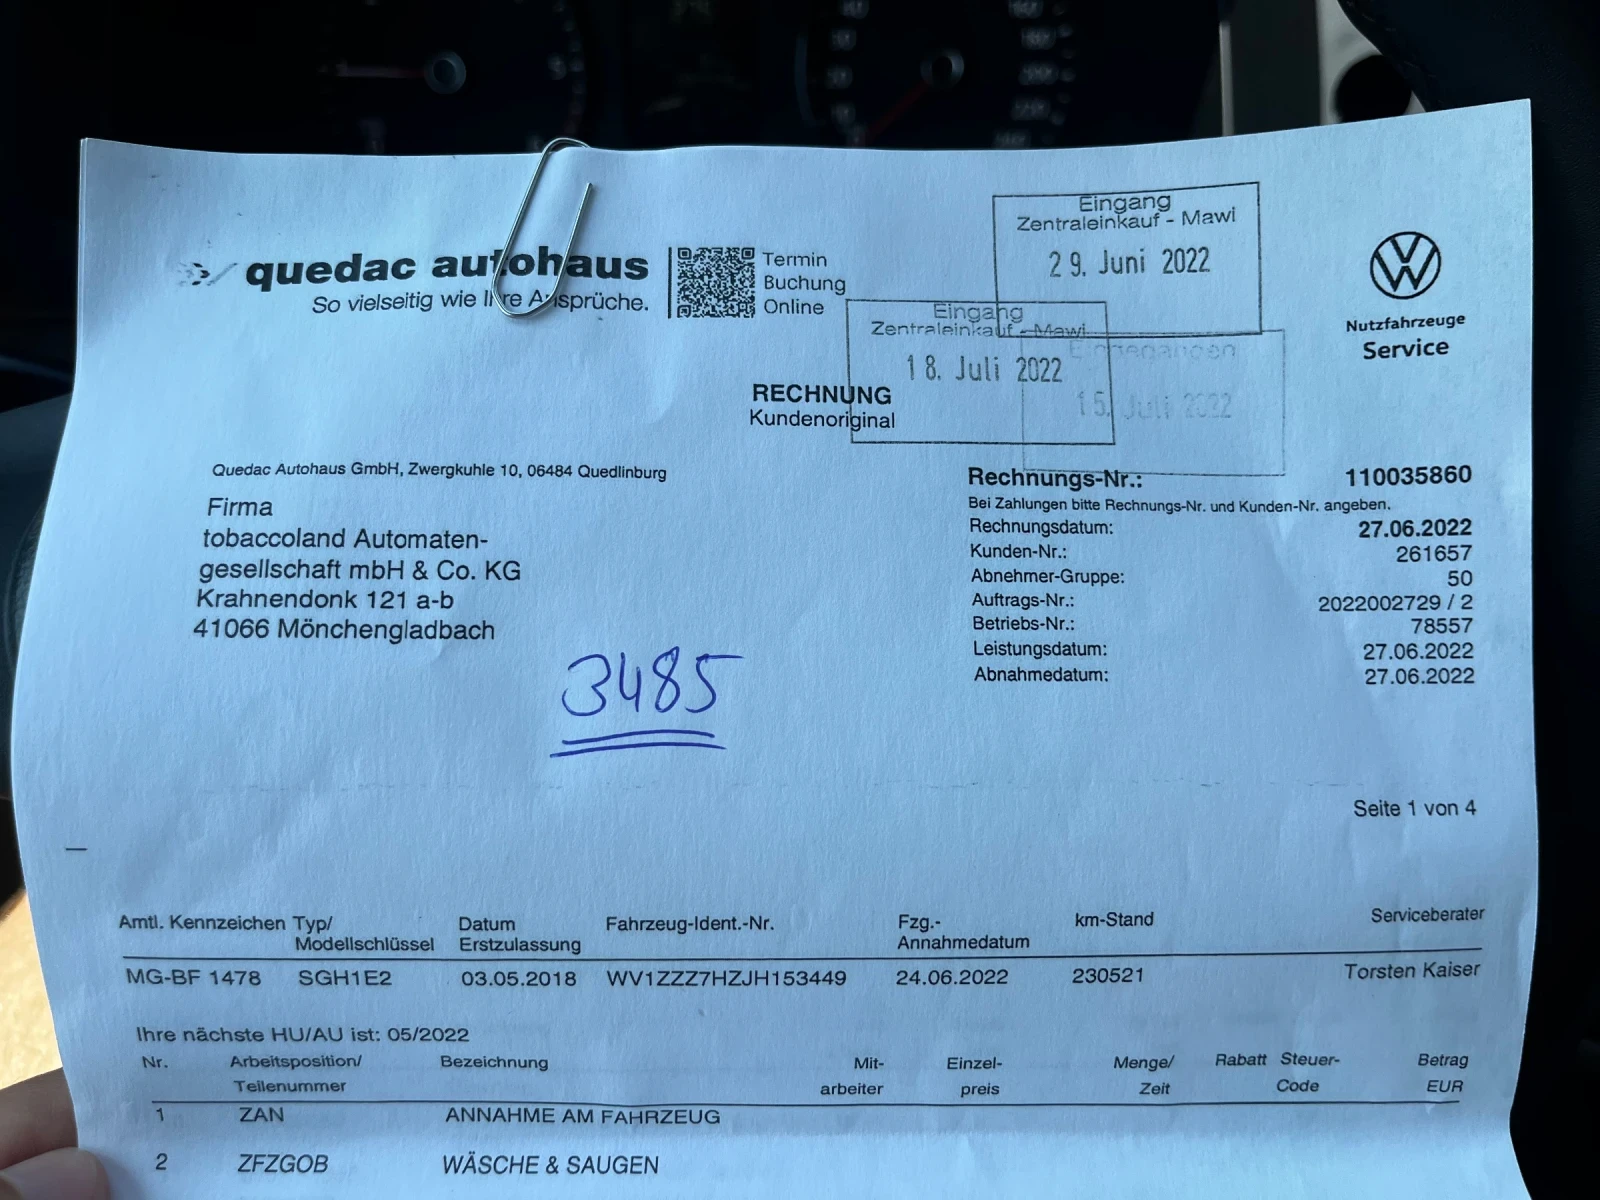 quedac autohaus
So vielseitig wie Ihre Ansprüche.
Termin
Buchung
Online
Eingang
Zentraleinkauf - Mawi
29. Juni 2022
Eingang
Zentraleinkauf - Mawi
18. Juli 2022
Eingegangen
15. Juli 2022
Nutzfahrzeuge
Service
RECHNUNG
Kundenoriginal
Quedac Autohaus GmbH, Zwergkuhle 10, 06484 Quedlinburg
Firma
tobaccoland Automaten-
gesellschaft mbH & Co. KG
Krahnendonk 121 a-b
41066 Mönchengladbach
3485
Rechnungs-Nr.: 110035860
Bei Zahlungen bitte Rechnungs-Nr. und Kunden-Nr. angeben.
Rechnungsdatum: 27.06.2022
Kunden-Nr.: 261657
Abnehmer-Gruppe: 50
Auftrags-Nr.: 2022002729 / 2
Betriebs-Nr.: 78557
Leistungsdatum: 27.06.2022
Abnahmedatum: 27.06.2022
Seite 1 von 4
Amtl. Kennzeichen Typ/ Datum Fahrzeug-Ident.-Nr. Fzg.- km-Stand Serviceberater
Modellschlüssel Erstzulassung Annahmedatum
MG-BF 1478 SGH1E2 03.05.2018 WV1ZZZ7HZJH153449 24.06.2022 230521 Torsten Kaiser
Ihre nächste HU/AU ist: 05/2022
Nr. Arbeitsposition/ Bezeichnung Mit- Einzel- Menge/ Rabatt Steuer- Betrag
Teilenummer arbeiter preis Zeit Code EUR
1 ZAN ANNAHME AM FAHRZEUG
2 ZFZGOB WÄSCHE & SAUGEN